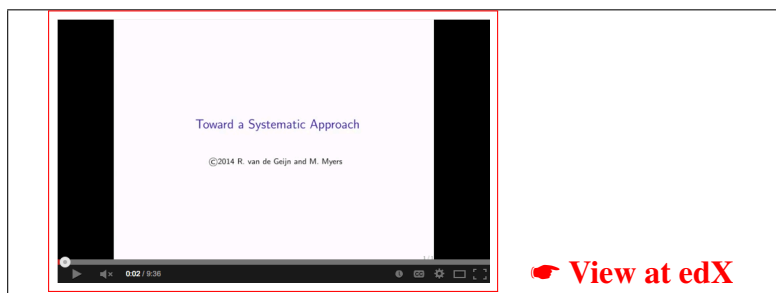 Toward a Systematic Approach
©2014 R. van de Geijn and M. Myers
0:02 / 9:36
☛ View at edX